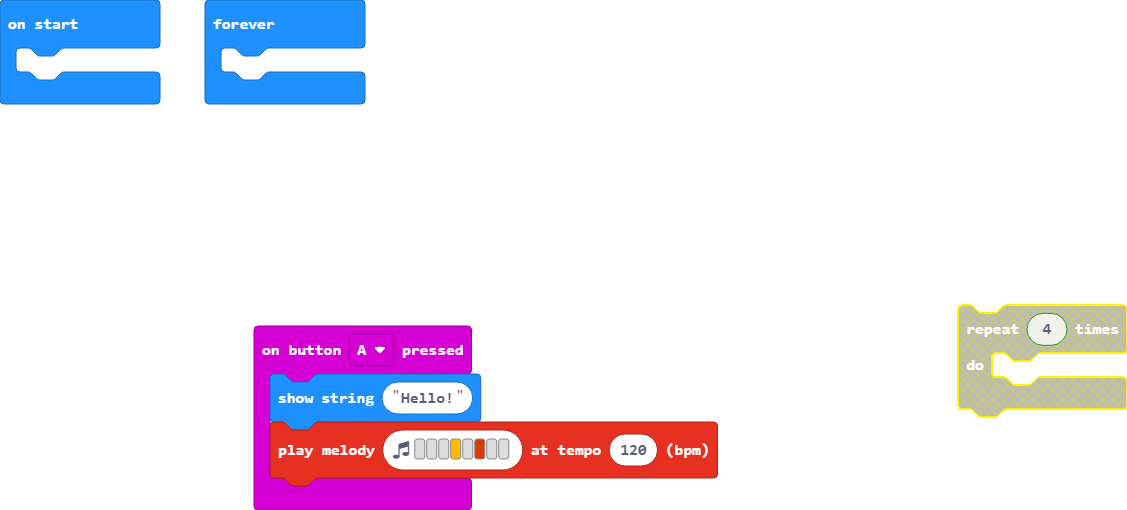 on start
forever
on button A pressed
show string "Hello!"
play melody at tempo 120 (bpm)
repeat 4 times
do